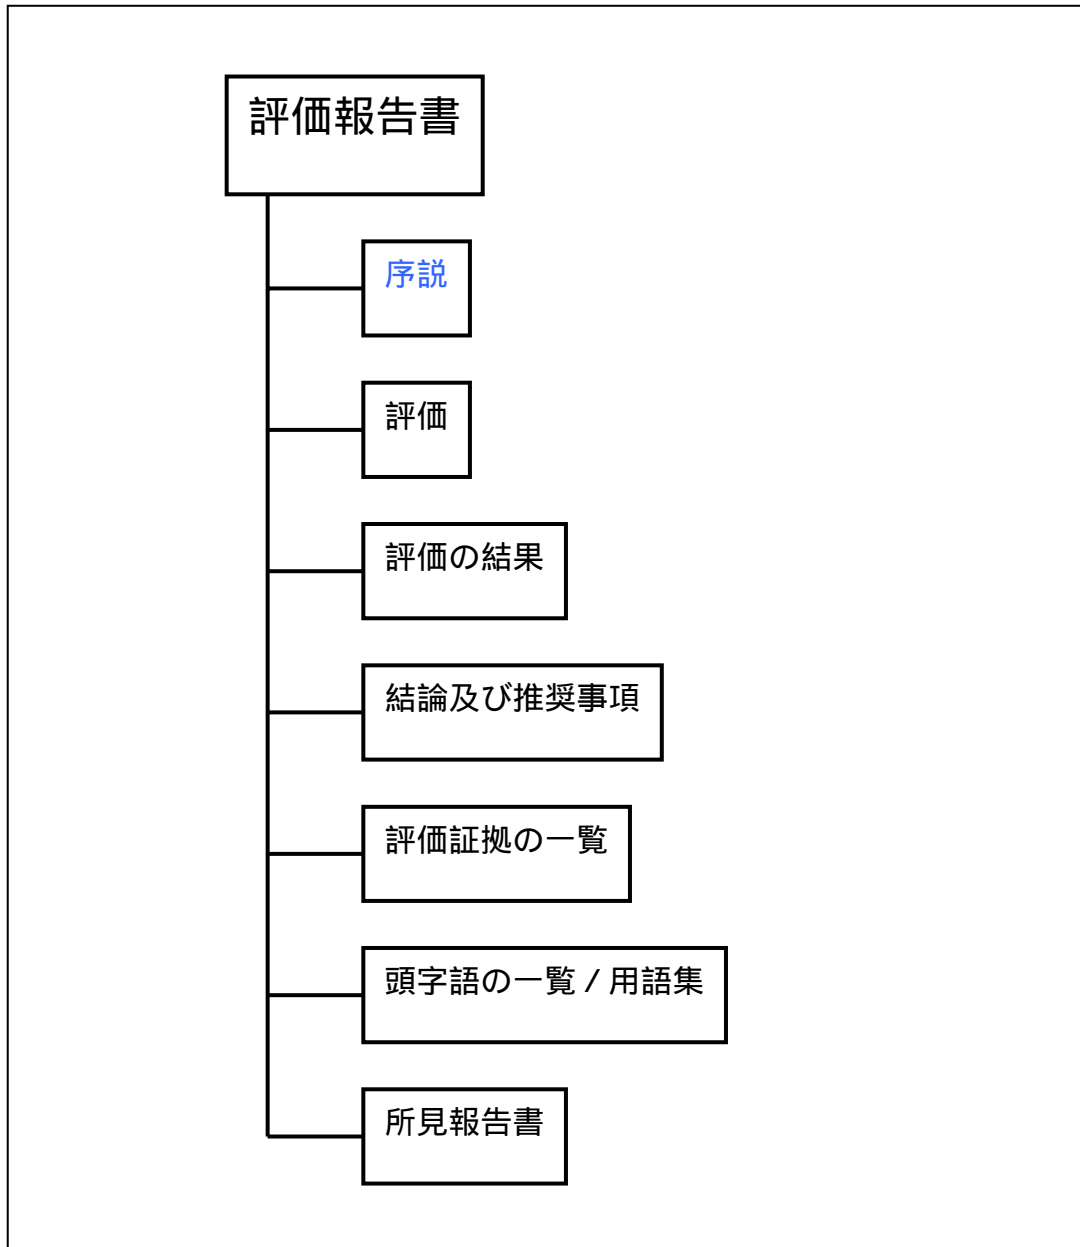 評価報告書
序説
評価
評価の結果
結論及び推奨事項
評価証拠の一覧
頭字語の一覧 / 用語集
所見報告書